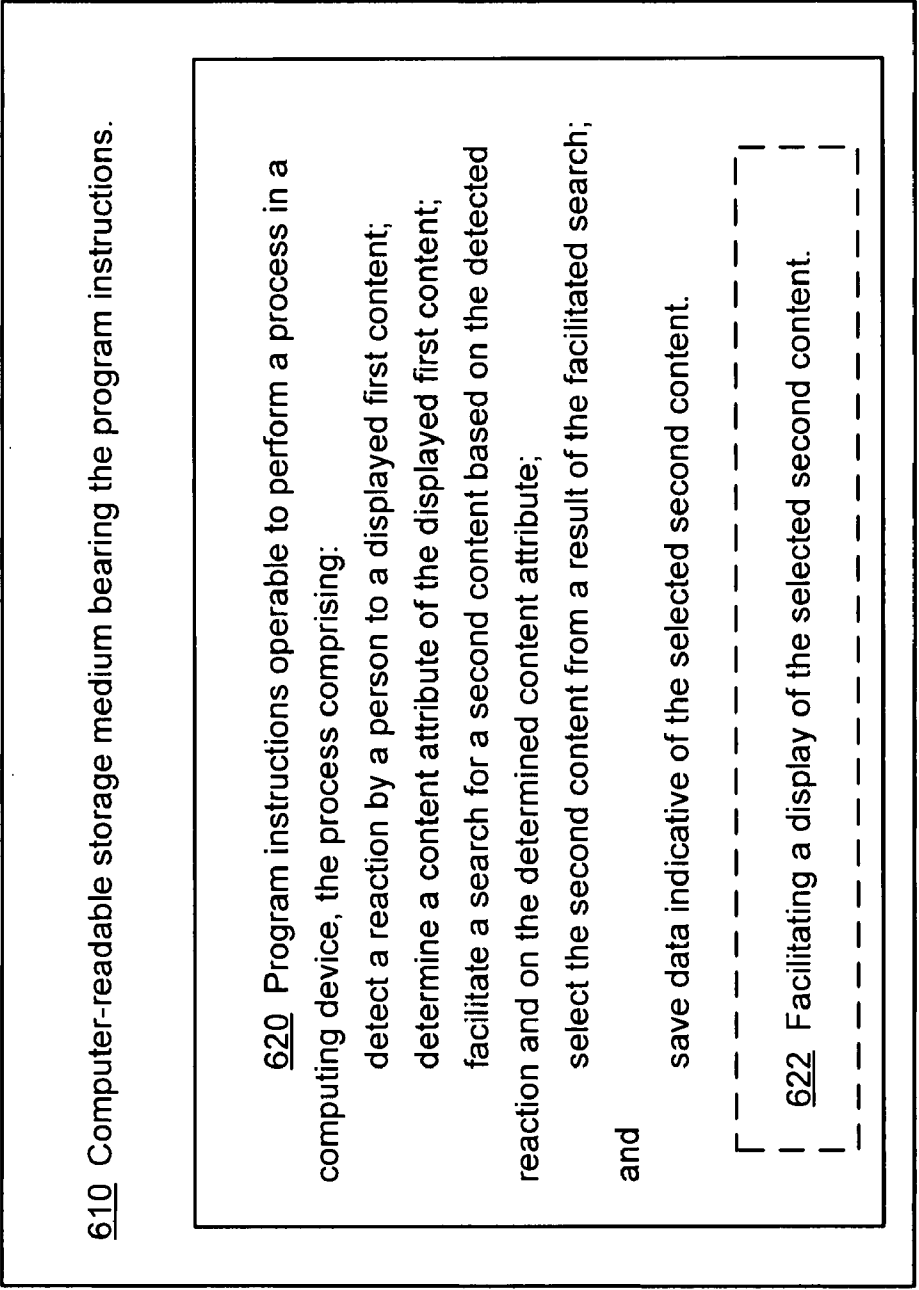 610 Computer-readable storage medium bearing the program instructions.
620 Program instructions operable to perform a process in a
computing device, the process comprising:
detect a reaction by a person to a displayed first content;
determine a content attribute of the displayed first content;
facilitate a search for a second content based on the detected
reaction and on the determined content attribute;
select the second content from a result of the facilitated search;
and
save data indicative of the selected second content.
622 Facilitating a display of the selected second content.